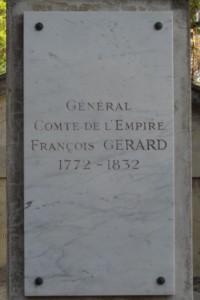 GÉNÉRAL
COMTE DE L'EMPIRE
FRANÇOIS GERARD
1772 - 1832